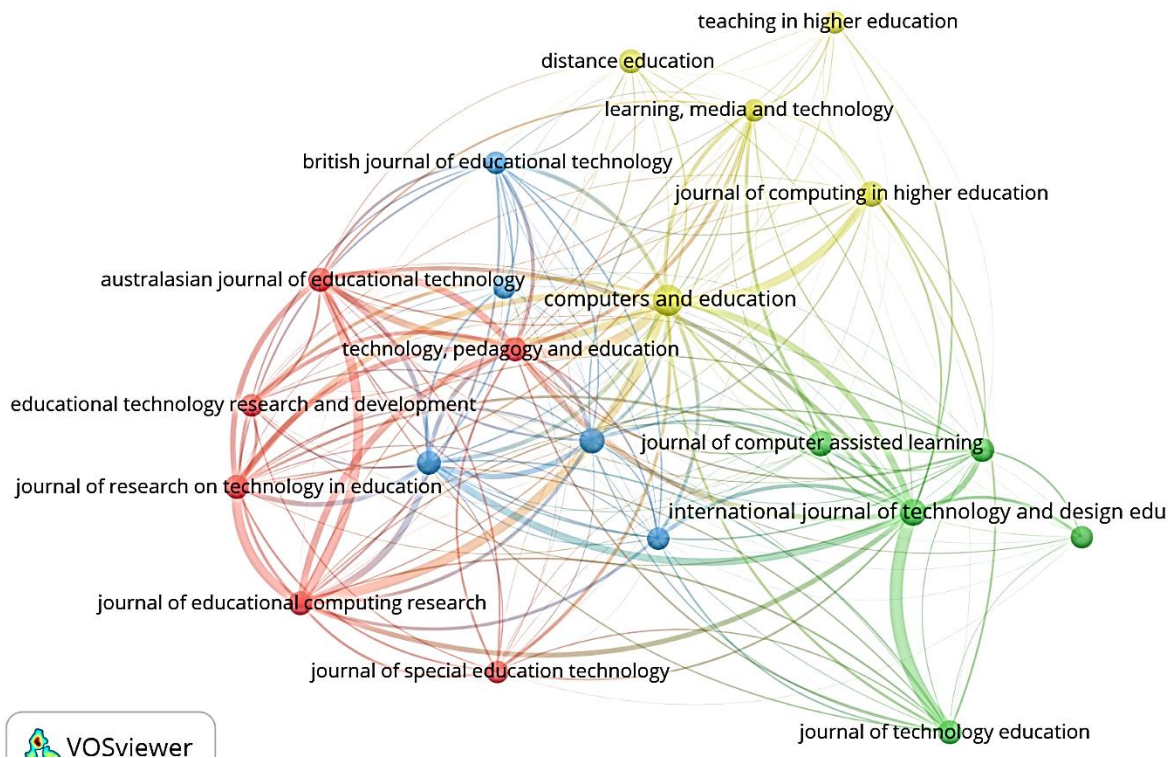 teaching in higher education
distance education
learning, media and technology
british journal of educational technology
journal of computing in higher education
australasian journal of educational technology
computers and education
technology, pedagogy and education
educational technology research and development
journal of computer assisted learning
journal of research on technology in education
international journal of technology and design edu
journal of educational computing research
journal of special education technology
journal of technology education
VOSviewer